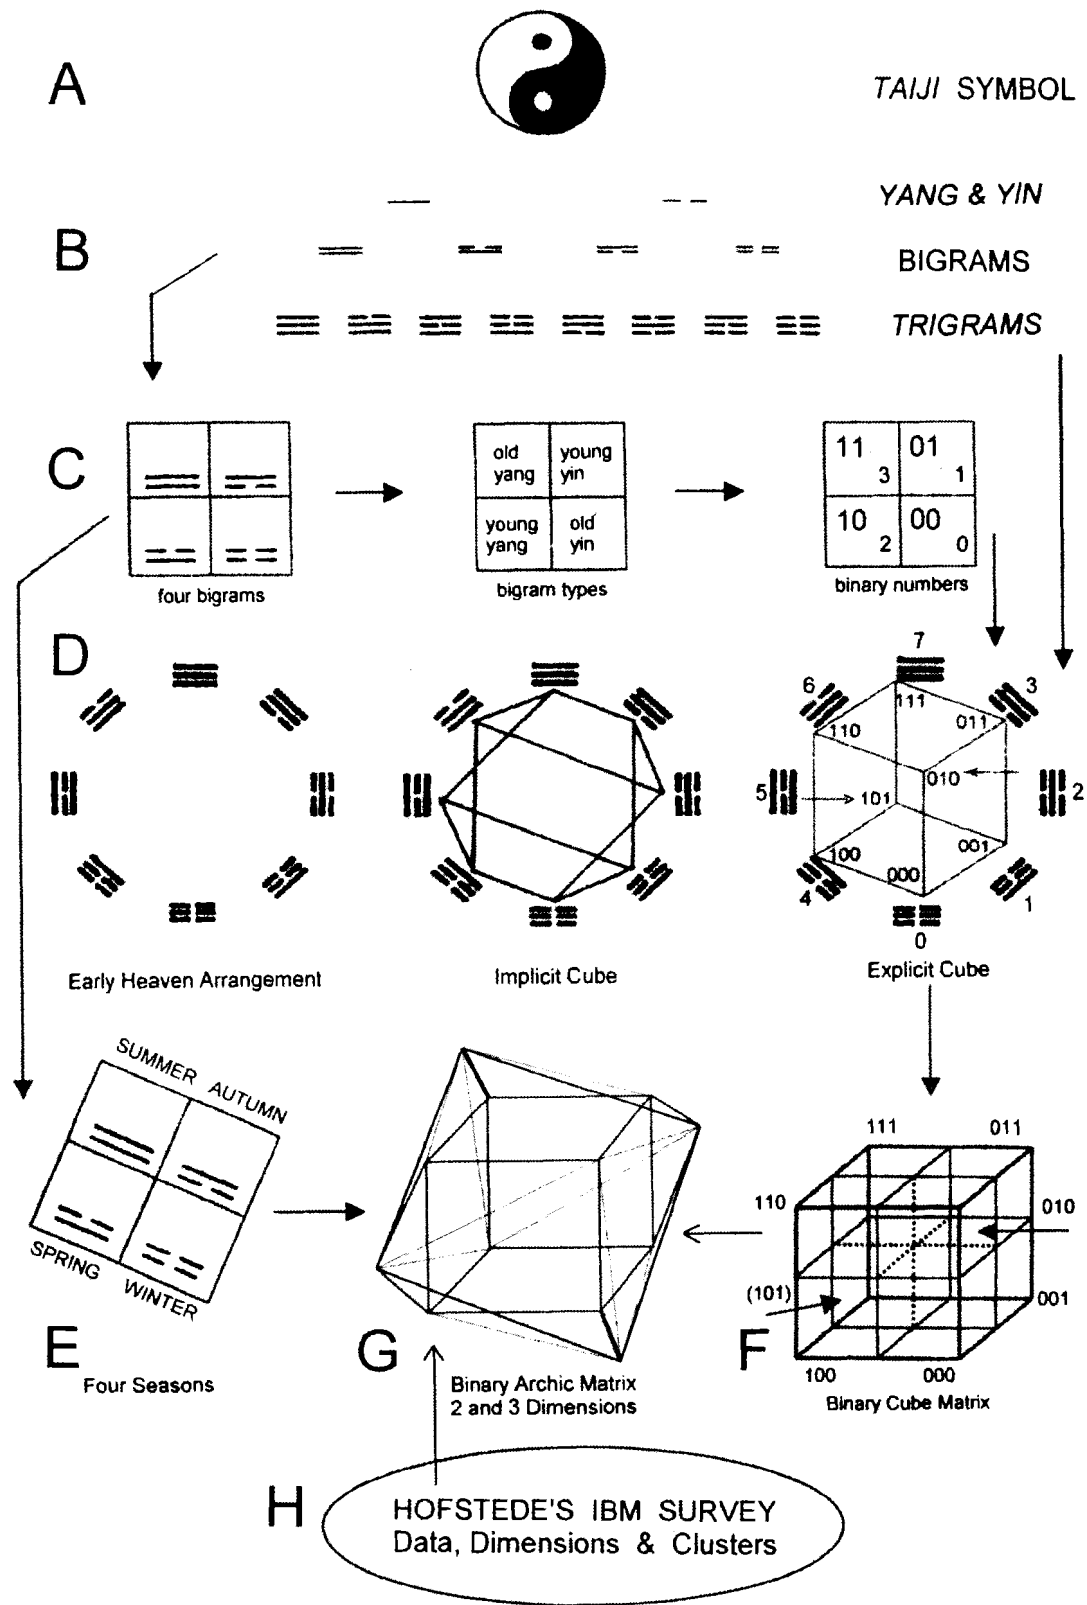 A
TAIJI SYMBOL
YANG & YIN
B
BIGRAMS
TRIGRAMS
C
old yang
young yin
young yang
old yin
11 3
01 1
10 2
00 0
four bigrams
bigram types
binary numbers
D
7
6
3
111
110
011
5
101
010
2
100
001
4
000
1
0
Early Heaven Arrangement
Implicit Cube
Explicit Cube
SUMMER AUTUMN
SPRING WINTER
E
Four Seasons
G
Binary Archic Matrix
2 and 3 Dimensions
111
011
110
010
(101)
001
F
100
000
Binary Cube Matrix
H
HOFSTEDE'S IBM SURVEY
Data, Dimensions & Clusters